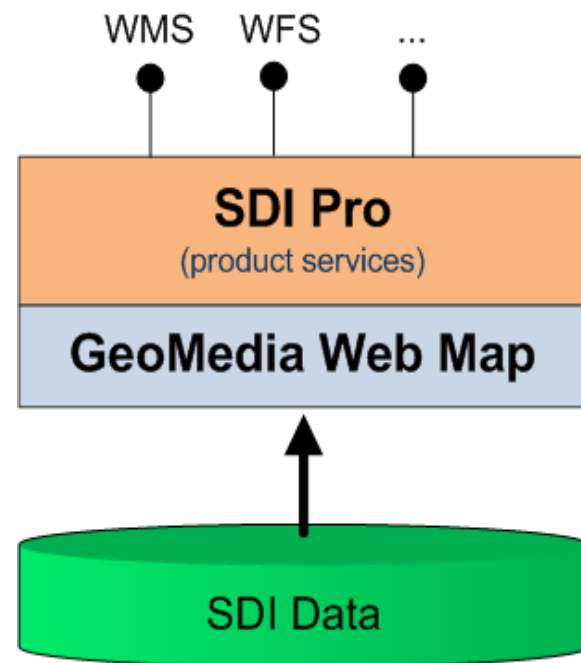 WMS WFS ...
SDI Pro
(product services)
GeoMedia Web Map
SDI Data